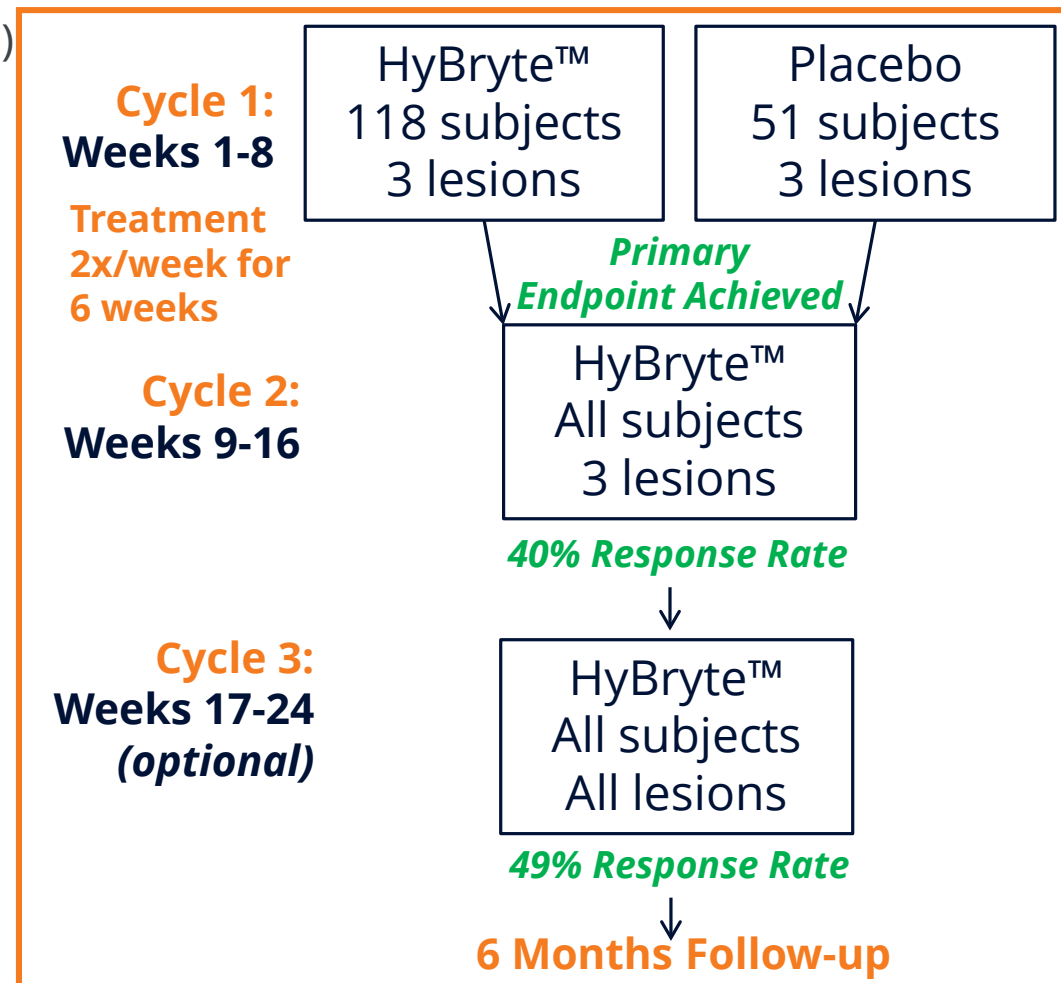 )
Cycle 1:
Weeks 1-8
Treatment
2x/week for
6 weeks
HyBryte™
118 subjects
3 lesions
Placebo
51 subjects
3 lesions
Primary
Endpoint Achieved
Cycle 2:
Weeks 9-16
HyBryte™
All subjects
3 lesions
40% Response Rate
Cycle 3:
Weeks 17-24
(optional)
HyBryte™
All subjects
All lesions
49% Response Rate
6 Months Follow-up